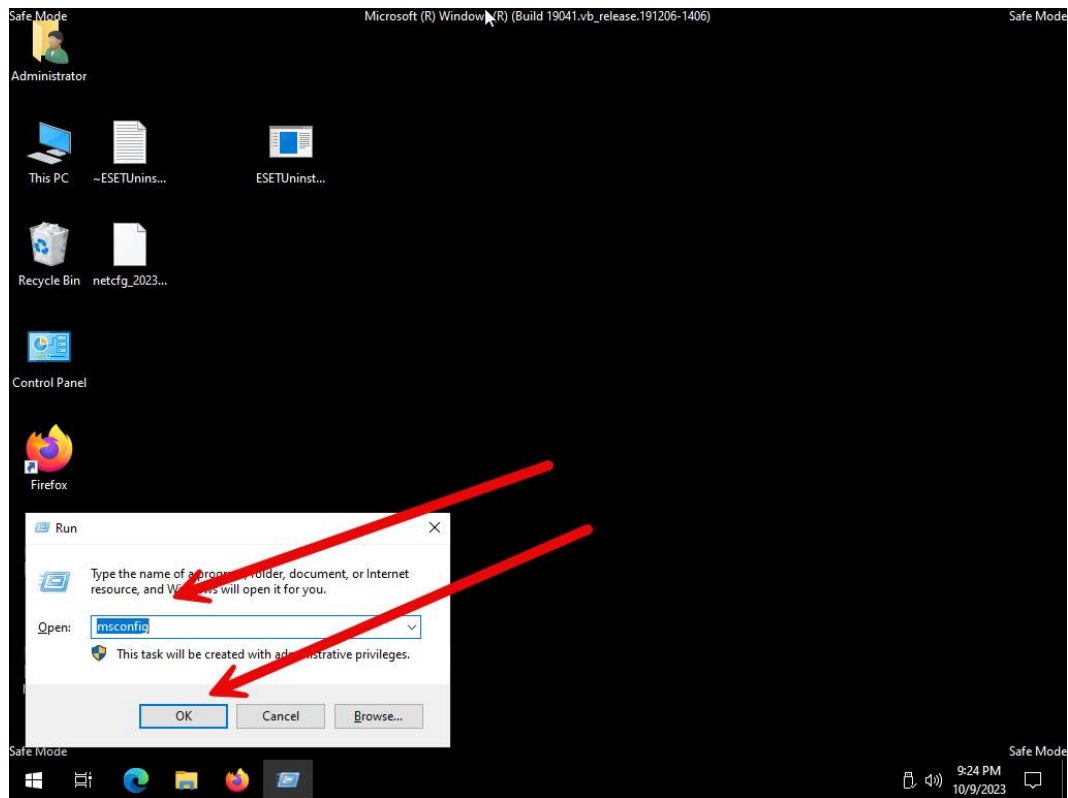 Safe Mode
Microsoft (R) Windows (R) (Build 19041.vb_release.191206-1406)
Safe Mode
Administrator
This PC
~ESETUnins...
ESETUninst...
Recycle Bin
netcfg_2023...
Control Panel
Firefox
Run
Type the name of a program, folder, document, or Internet
resource, and Windows will open it for you.
Open:
msconfig
This task will be created with administrative privileges.
OK
Cancel
Browse...
Safe Mode
Safe Mode
9:24 PM
10/9/2023